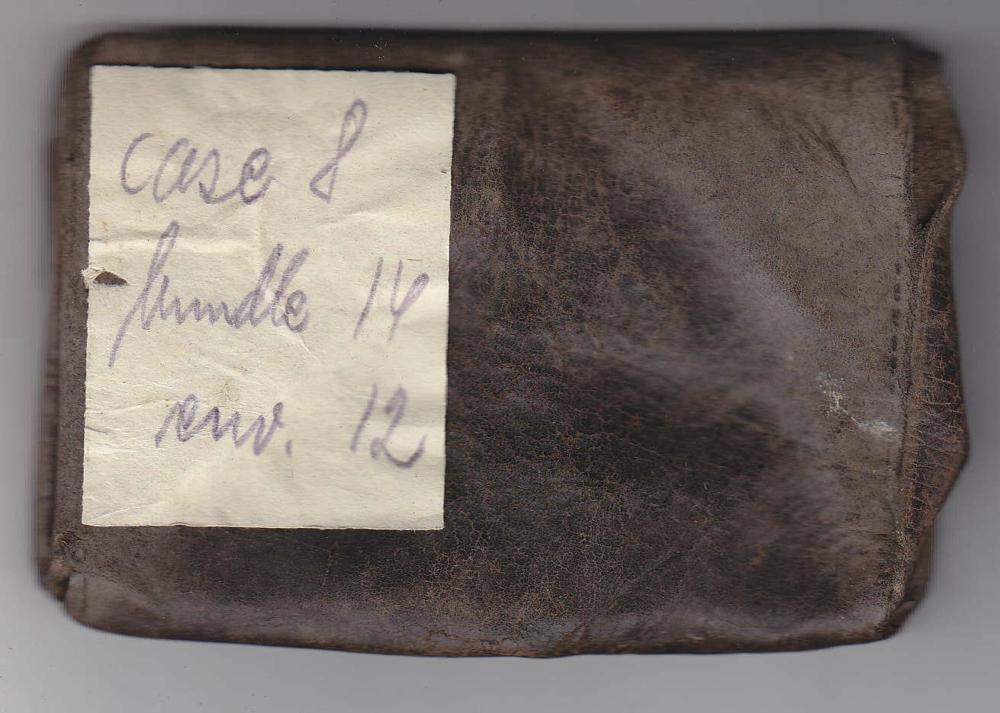 case 8
bundle 14
env. 12